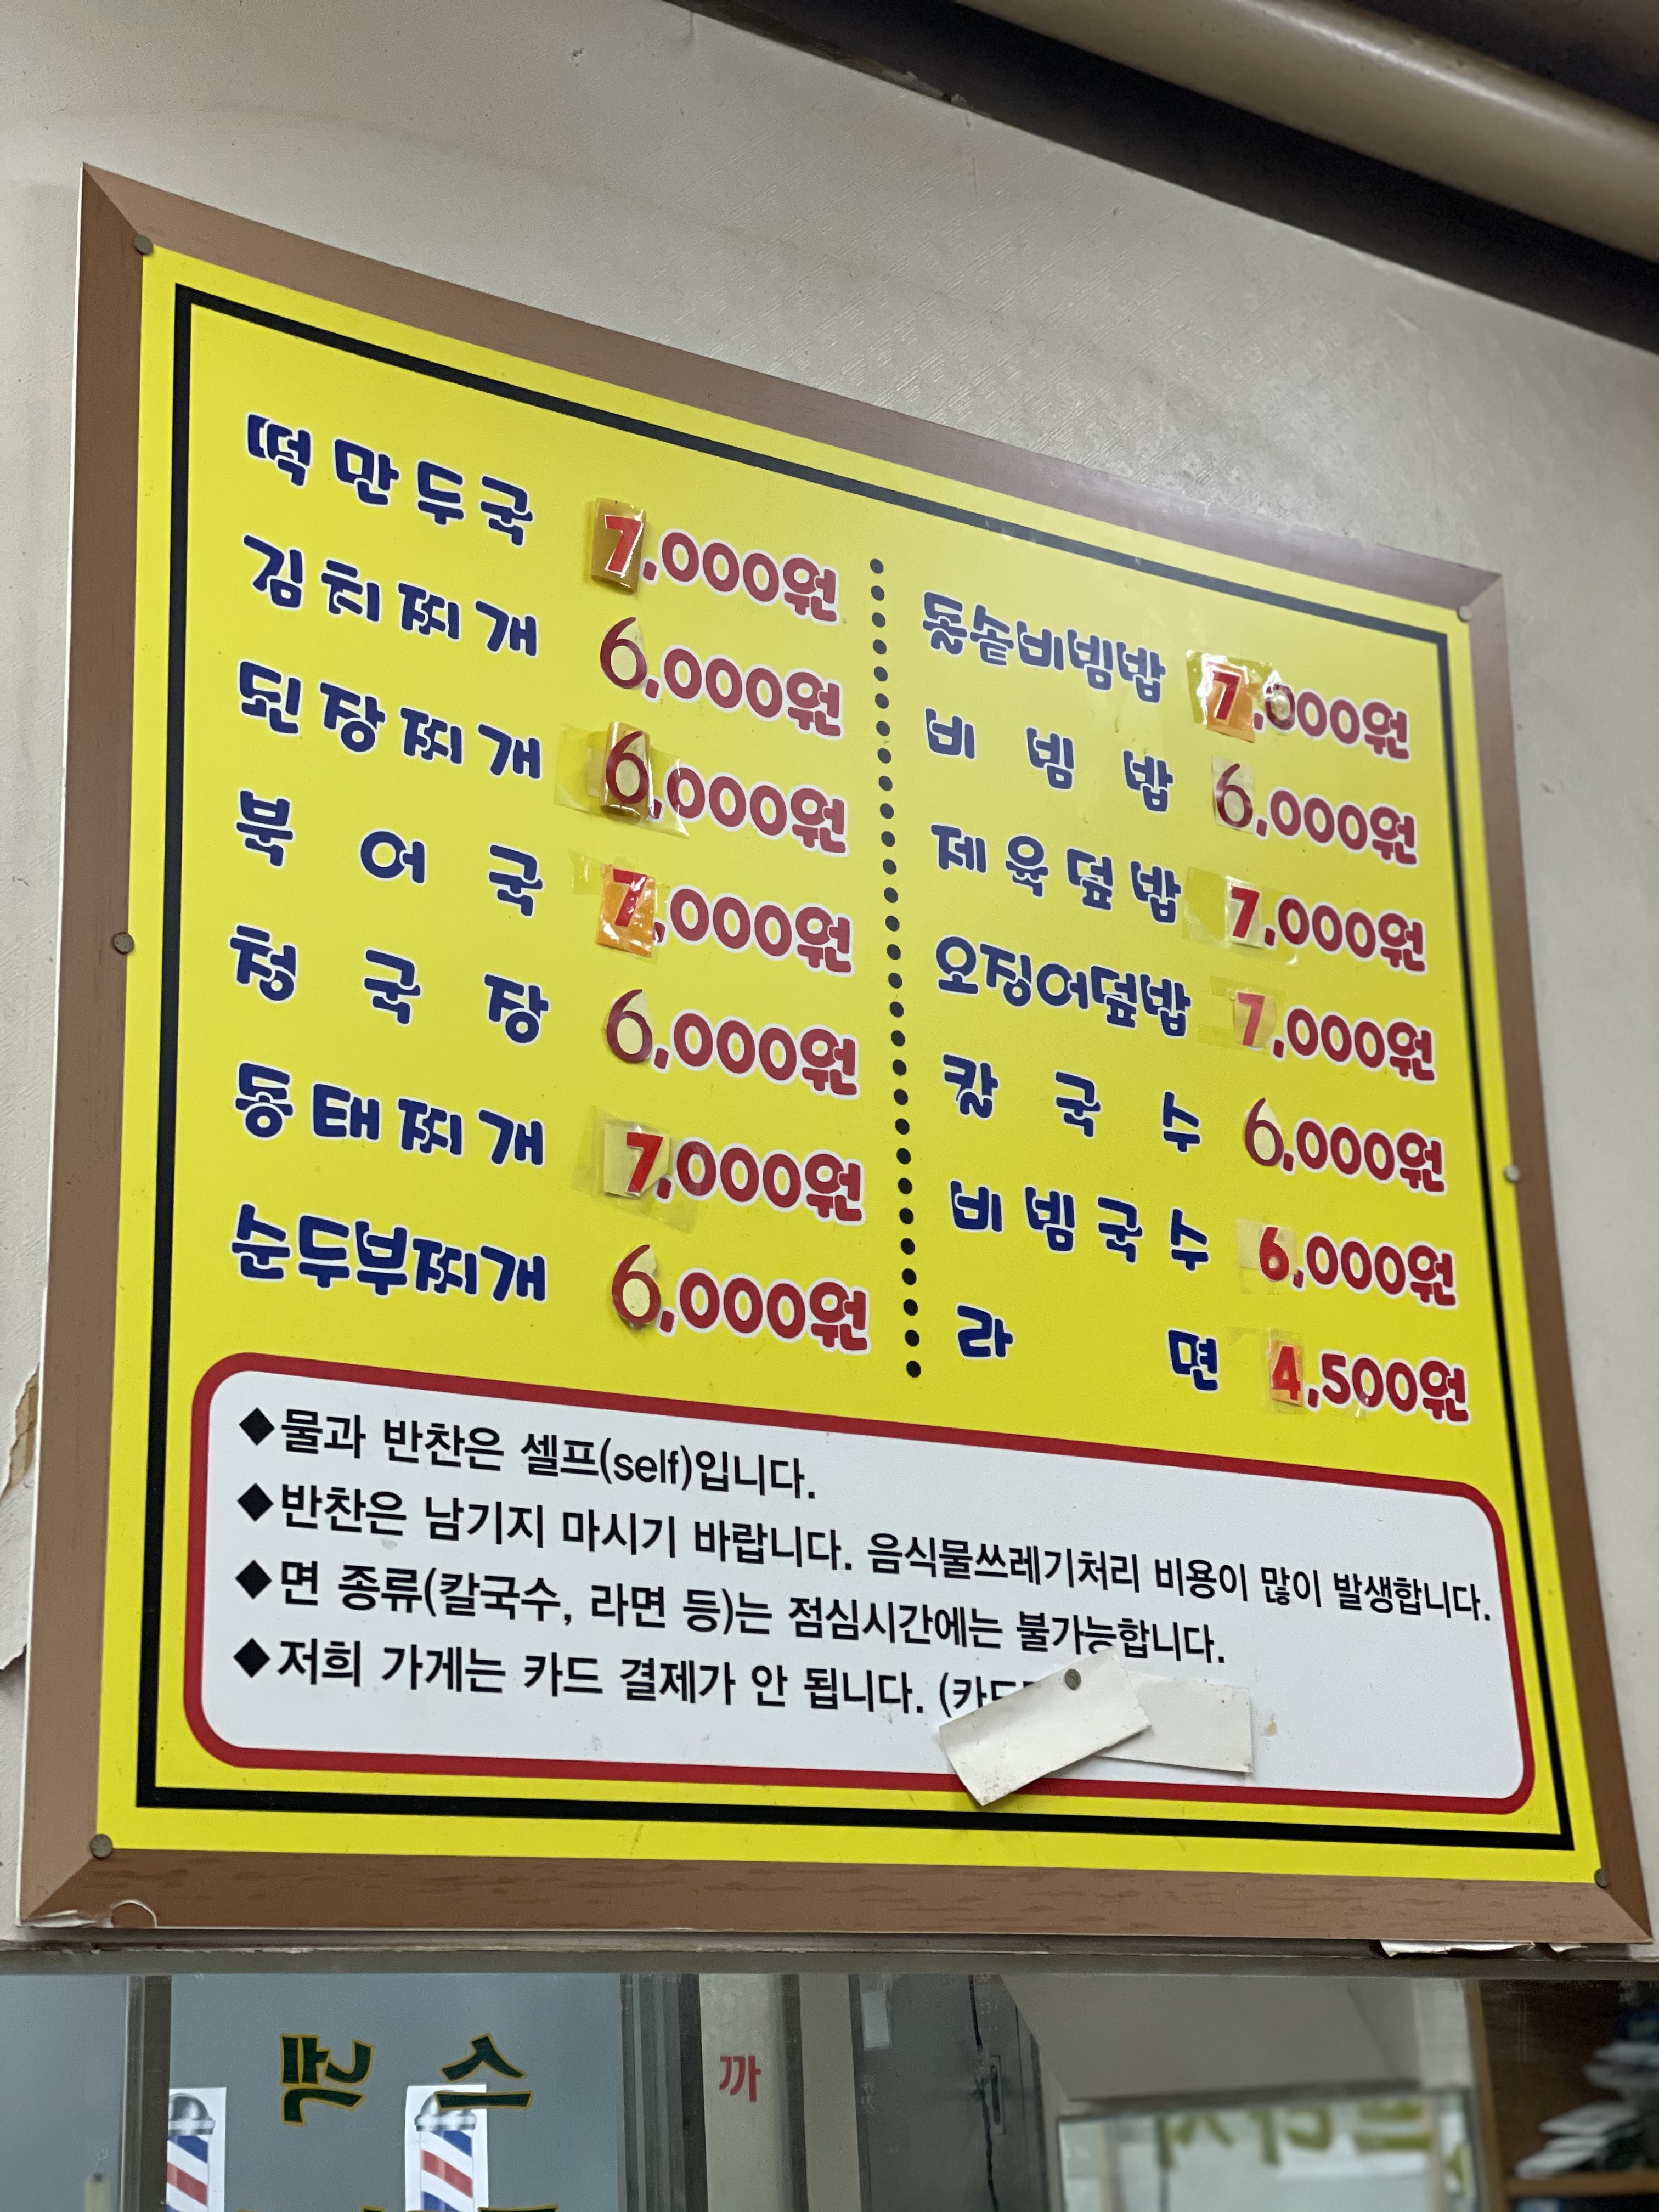 떡만두국 7,000원
김치찌개 6,000원
된장찌개 6,000원
북어국 7,000원
청국장 6,000원
동태찌개 7,000원
순두부찌개 6,000원
돌솥비빔밥 7,000원
비빔밥 6,000원
제육덮밥 7,000원
오징어덮밥 7,000원
칼국수 6,000원
비빔국수 6,000원
라면 4,500원
◆물과 반찬은 셀프(self)입니다.
◆반찬은 남기지 마시기 바랍니다. 음식물쓰레기처리 비용이 많이 발생합니다.
◆면 종류(칼국수, 라면 등)는 점심시간에는 불가능합니다.
◆저희 가게는 카드 결제가 안 됩니다. (카드
스넥
까